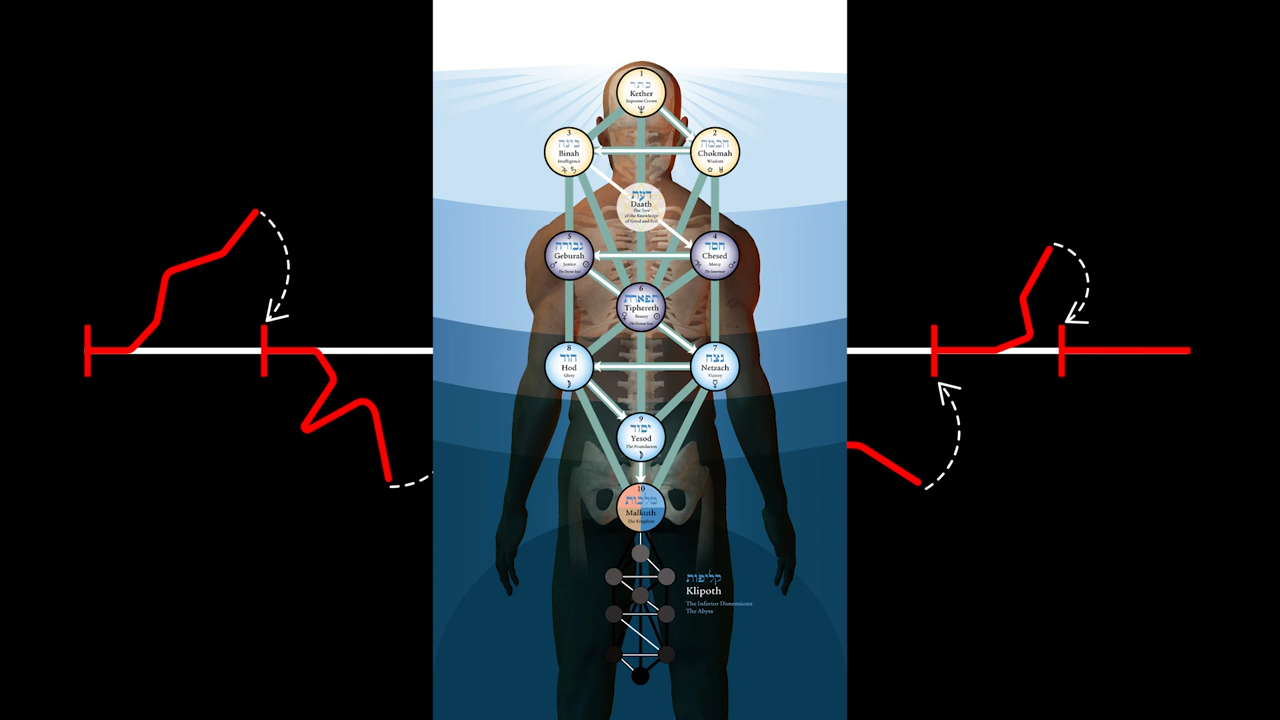 1
כתר
Kether
Supreme Crown
♆
3
בינה
Binah
Intelligence
2
חכמה
Chokmah
Wisdom
דעת
Daath
The Tree
of the Knowledge
of Good and Evil
5
גבורה
Geburah
Justice
4
חסד
Chesed
Mercy
6
תפארת
Tiphereth
Beauty
8
הוד
Hod
Glory
7
נצח
Netzach
Victory
☿
9
יסוד
Yesod
The Foundation
10
מלכות
Malkuth
The Kingdom
קליפות
Klipoth
The Inferior Dimensions
The Abyss